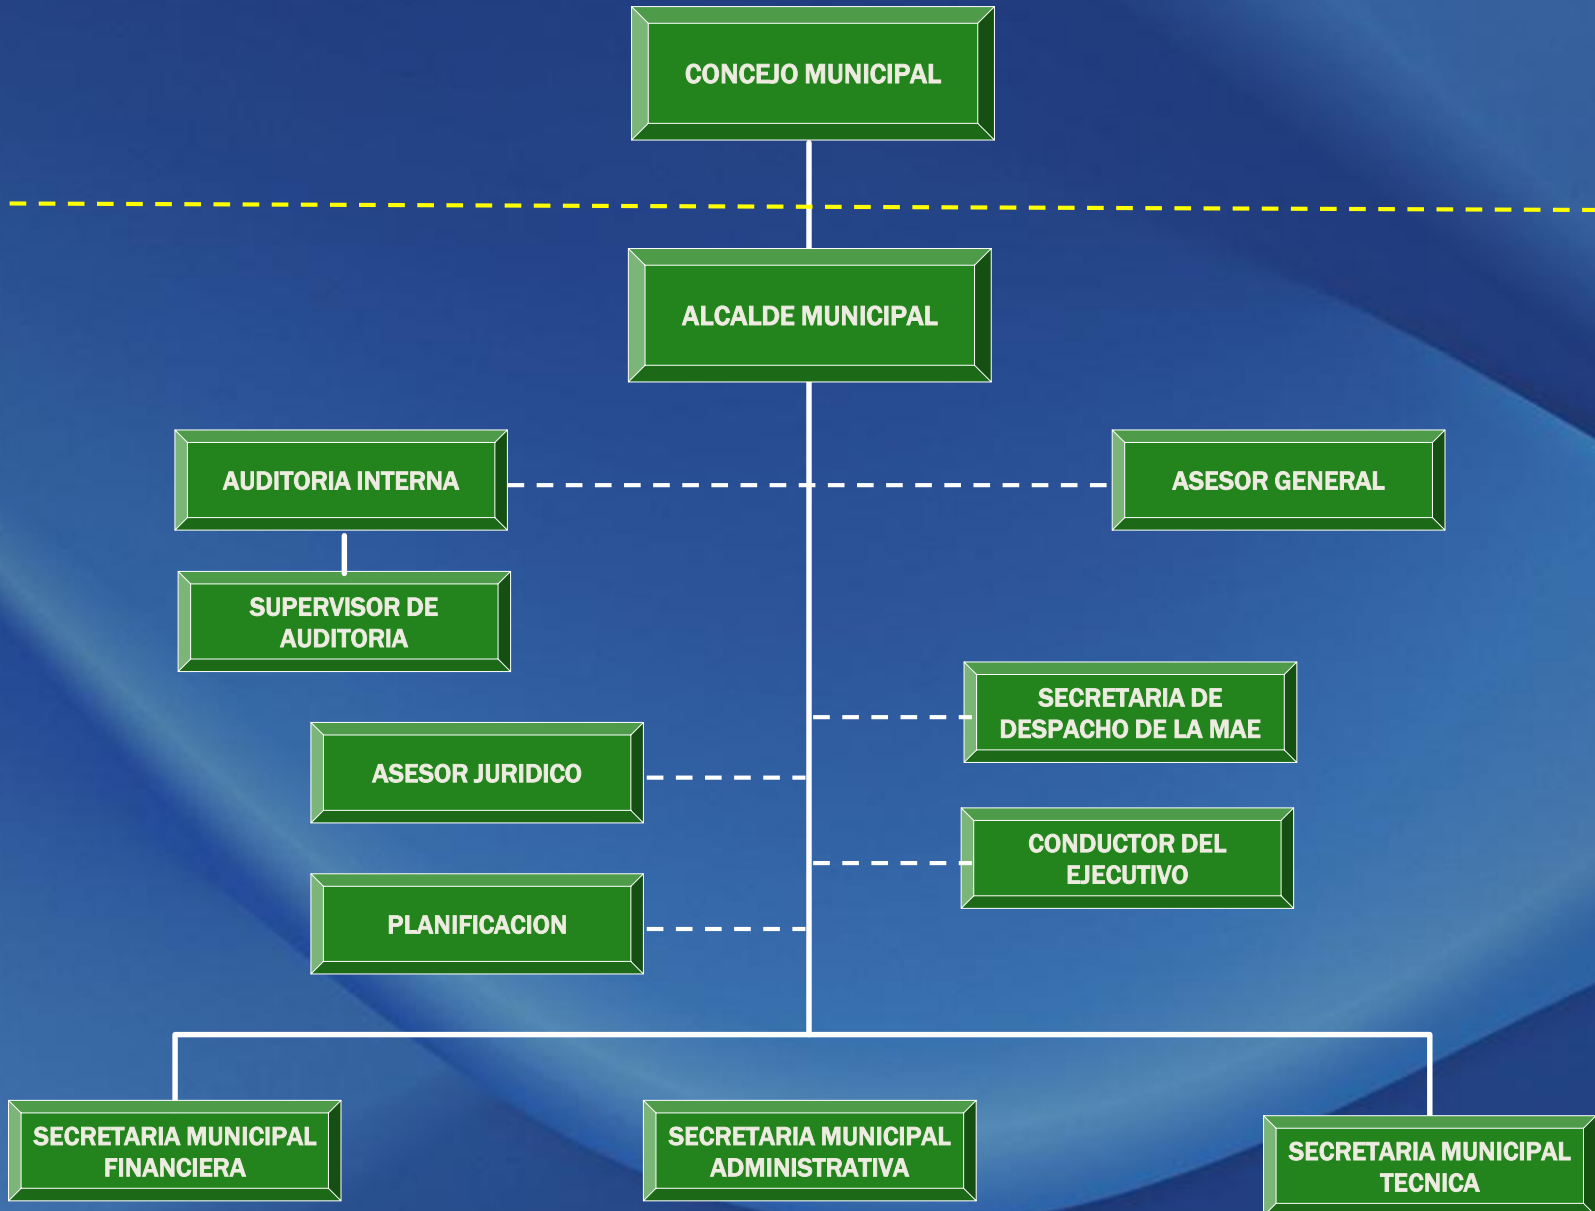 CONCEJO MUNICIPAL
ALCALDE MUNICIPAL
AUDITORIA INTERNA
ASESOR GENERAL
SUPERVISOR DE
AUDITORIA
SECRETARIA DE
DESPACHO DE LA MAE
ASESOR JURIDICO
CONDUCTOR DEL
EJECUTIVO
PLANIFICACION
SECRETARIA MUNICIPAL
FINANCIERA
SECRETARIA MUNICIPAL
ADMINISTRATIVA
SECRETARIA MUNICIPAL
TECNICA